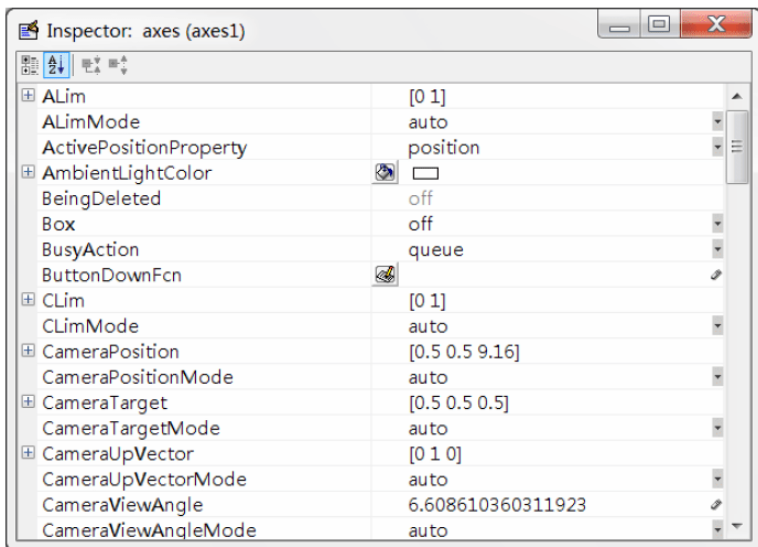 Inspector: axes (axes1)
ALim [0 1]
ALimMode auto
ActivePositionProperty position
AmbientLightColor
BeingDeleted off
Box off
BusyAction queue
ButtonDownFcn
CLim [0 1]
CLimMode auto
CameraPosition [0.5 0.5 9.16]
CameraPositionMode auto
CameraTarget [0.5 0.5 0.5]
CameraTargetMode auto
CameraUpVector [0 1 0]
CameraUpVectorMode auto
CameraViewAngle 6.608610360311923
CameraViewAngleMode auto